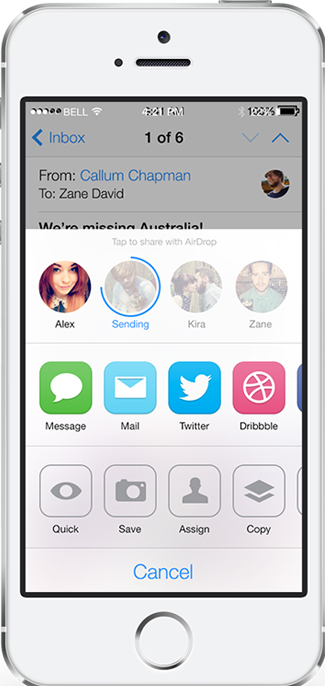 BELL 4:21 PM 100%
Inbox 1 of 6
From: Callum Chapman
To: Zane David
We're missing Australia!
Tap to share with AirDrop
Alex Sending Kira Zane
Message Mail Twitter Dribbble
Quick Save Assign Copy
Cancel